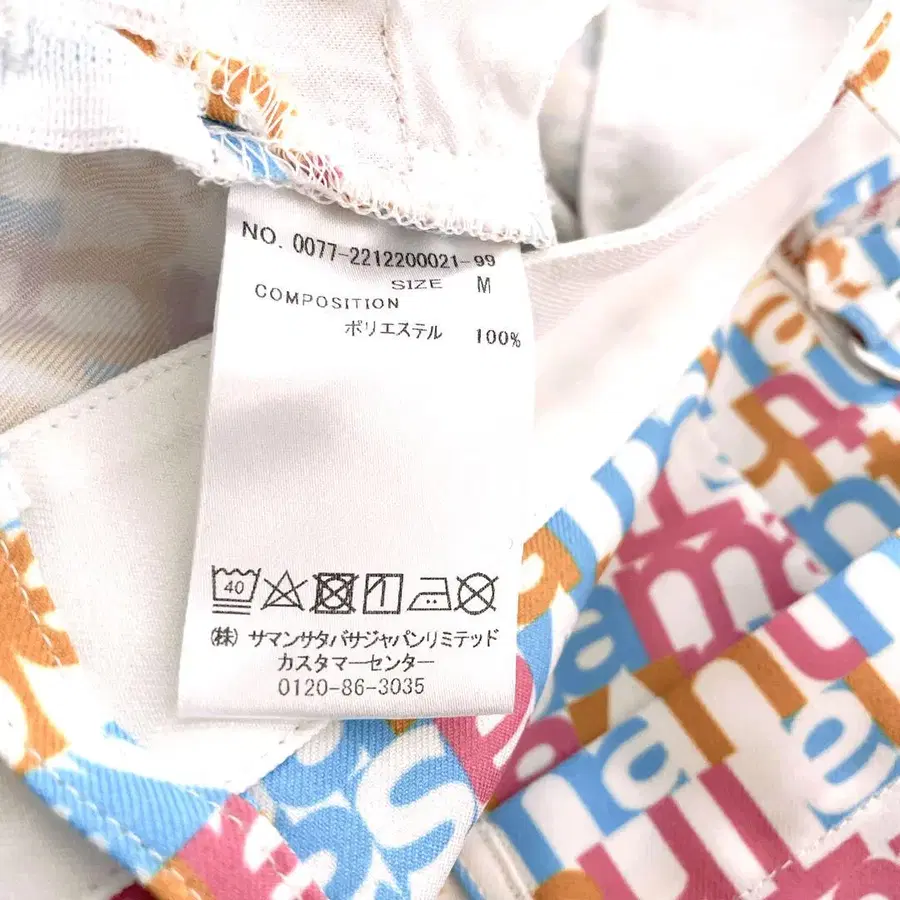 NO. 0077-2212200021-99
SIZE M
COMPOSITION
ポリエステル 100%
40
(株) サマンサタバサジャパンリミテッド
カスタマーセンター
0120-86-3035